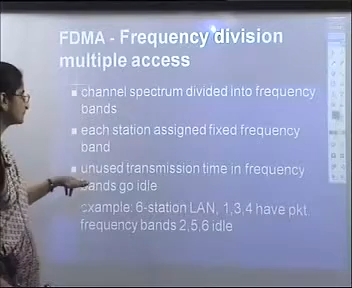 FDMA - Frequency division
multiple access
channel spectrum divided into frequency
bands
each station assigned fixed frequency
band
unused transmission time in frequency
bands go idle
example: 6-station LAN, 1,3,4 have pkt,
frequency bands 2,5,6 idle